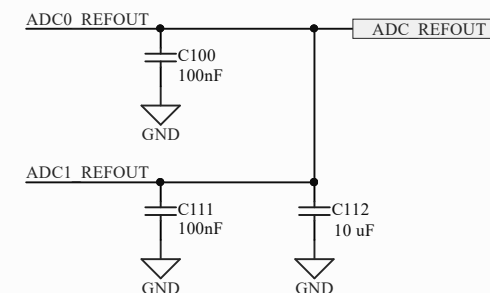 ADC0_REFOUT
ADC_REFOUT
C100
100nF
GND
ADC1_REFOUT
C111
100nF
C112
10 uF
GND
GND